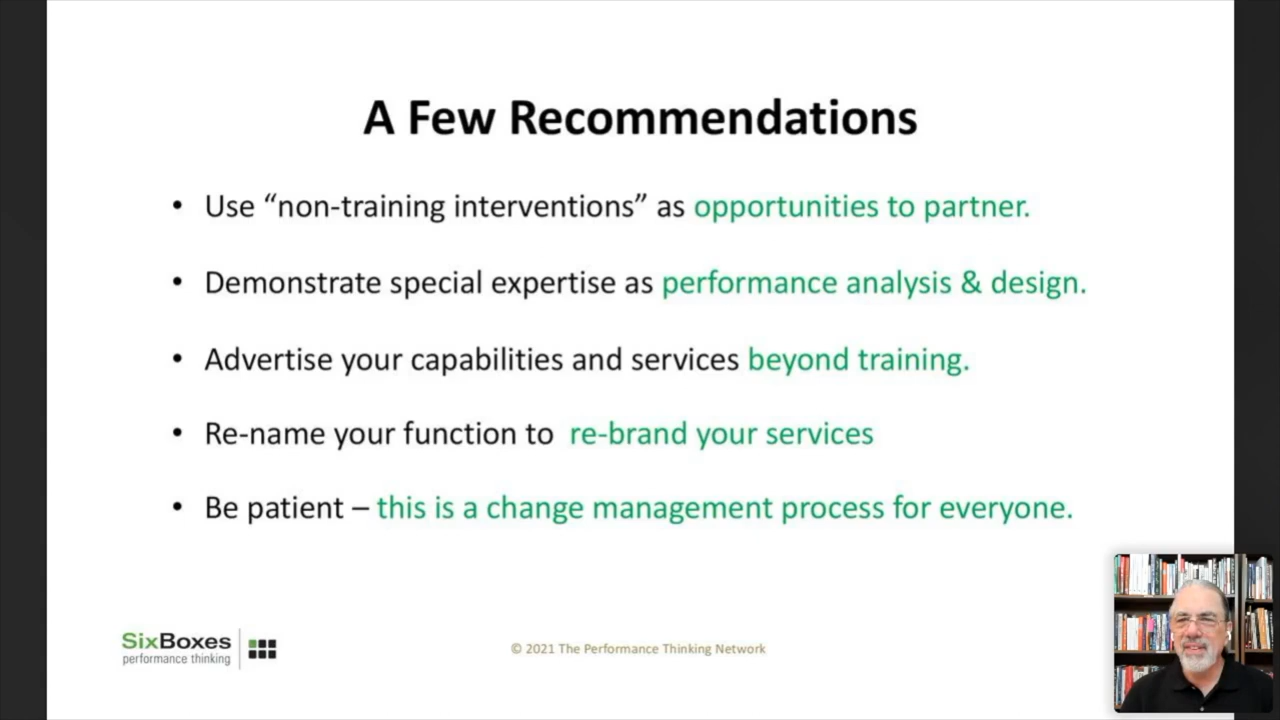 A Few Recommendations
• Use “non-training interventions” as opportunities to partner.
• Demonstrate special expertise as performance analysis & design.
• Advertise your capabilities and services beyond training.
• Re-name your function to  re-brand your services
• Be patient – this is a change management process for everyone.
SixBoxes
performance thinking
© 2021 The Performance Thinking Network